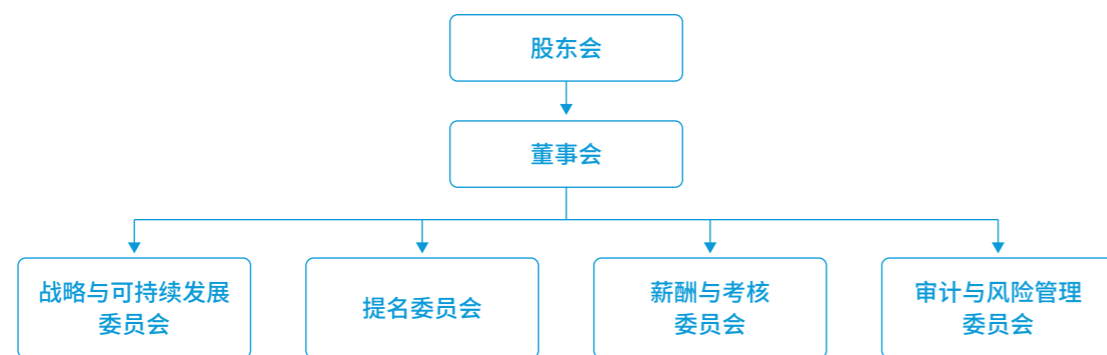 股东会
董事会
战略与可持续发展
委员会
提名委员会
薪酬与考核
委员会
审计与风险管理
委员会